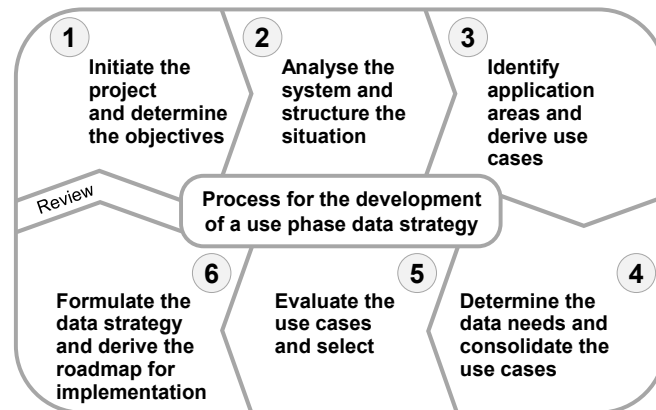 1
Initiate the
project
and determine
the objectives
2
Analyse the
system and
structure the
situation
3
Identify
application
areas and
derive use
cases
Review
Process for the development
of a use phase data strategy
6
Formulate the
data strategy
and derive the
roadmap for
implementation
5
Evaluate the
use cases
and select
4
Determine the
data needs and
consolidate the
use cases